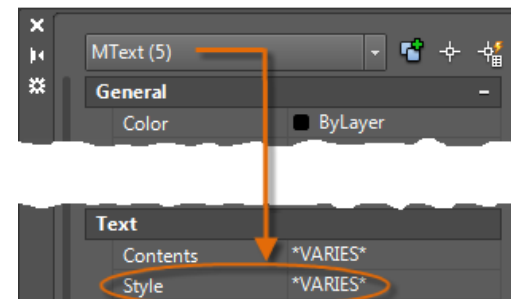 MText (5)
General
Color ByLayer
Text
Contents *VARIES*
Style *VARIES*